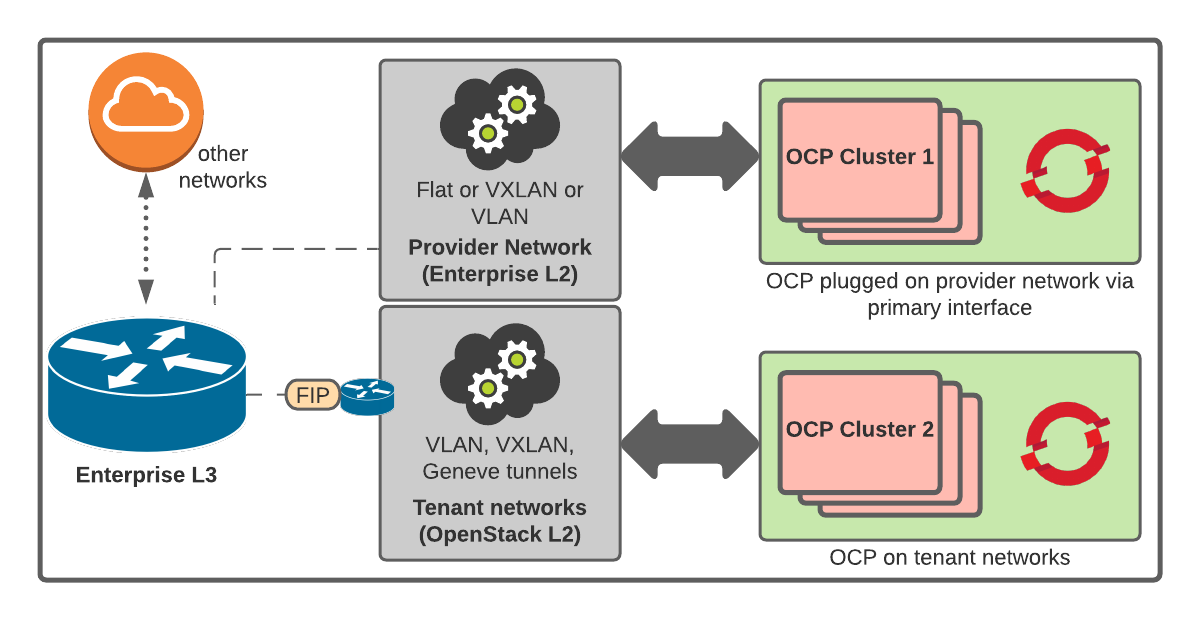 other
networks
Enterprise L3
FIP
Flat or VXLAN or
VLAN
Provider Network
(Enterprise L2)
VLAN, VXLAN,
Geneve tunnels
Tenant networks
(OpenStack L2)
OCP Cluster 1
OCP plugged on provider network via
primary interface
OCP Cluster 2
OCP on tenant networks